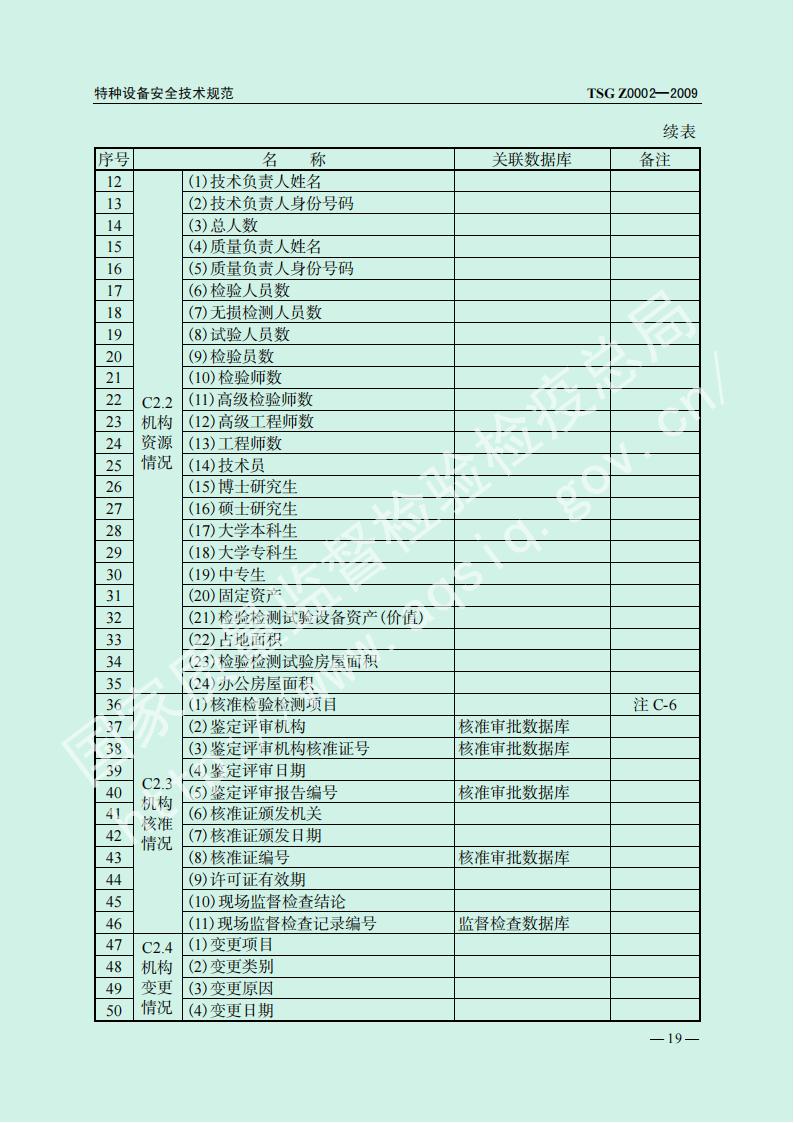 特种设备安全技术规范 TSG Z0002—2009
续表
序号 名 称 关联数据库 备注
12 (1)技术负责人姓名
13 (2)技术负责人身份号码
14 (3)总人数
15 (4)质量负责人姓名
16 (5)质量负责人身份号码
17 (6)检验人员数
18 (7)无损检测人员数
19 (8)试验人员数
20 (9)检验员数
21 (10)检验师数
22 C2.2 (11)高级检验师数
23 机构 (12)高级工程师数
24 资源 (13)工程师数
25 情况 (14)技术员
26 (15)博士研究生
27 (16)硕士研究生
28 (17)大学本科生
29 (18)大学专科生
30 (19)中专生
31 (20)固定资产
32 (21)检验检测试验设备资产(价值)
33 (22)占地面积
34 (23)检验检测试验房屋面积
35 (24)办公房屋面积
36 (1)核准检验检测项目 注 C-6
37 (2)鉴定评审机构 核准审批数据库
38 (3)鉴定评审机构核准证号 核准审批数据库
39 (4)鉴定评审日期
40 C2.3 (5)鉴定评审报告编号 核准审批数据库
41 机构 (6)核准证颁发机关
42 核准 (7)核准证颁发日期
43 情况 (8)核准证编号 核准审批数据库
44 (9)许可证有效期
45 (10)现场监督检查结论
46 (11)现场监督检查记录编号 监督检查数据库
47 C2.4 (1)变更项目
48 机构 (2)变更类别
49 变更 (3)变更原因
50 情况 (4)变更日期
—19—
国家质量监督检验检疫总局
http://www.aqsiq.gov.cn/